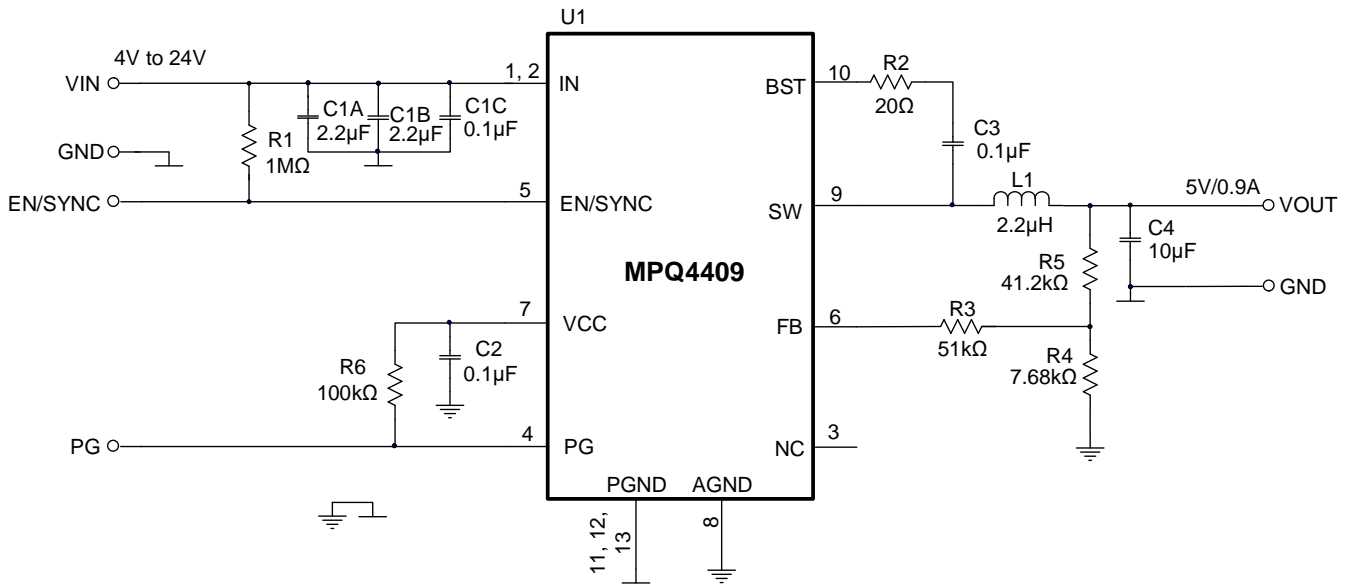 U1
4V to 24V
VIN
1, 2
IN
C1A
2.2µF
C1B
2.2µF
C1C
0.1µF
R1
1MΩ
GND
EN/SYNC
5
EN/SYNC
MPQ4409
7
VCC
C2
0.1µF
R6
100kΩ
PG
4
PG
PGND
11, 12,
13
AGND
8
BST
10
R2
20Ω
C3
0.1µF
SW
9
L1
2.2µH
5V/0.9A
VOUT
C4
10µF
R5
41.2kΩ
GND
FB
6
R3
51kΩ
R4
7.68kΩ
NC
3